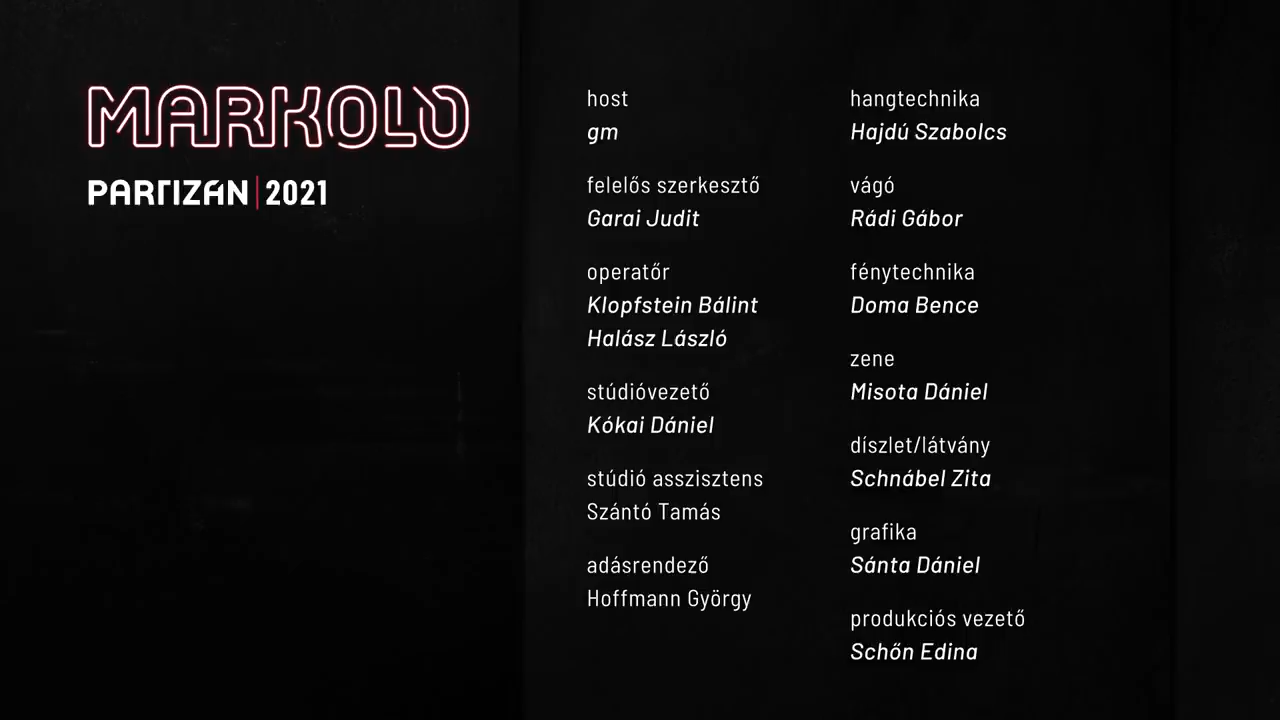 MARKOLÓ
PARTIZÁN | 2021
host
gm
felelős szerkesztő
Garai Judit
operatőr
Klopfstein Bálint
Halász László
stúdióvezető
Kókai Dániel
stúdió asszisztens
Szántó Tamás
adásrendező
Hoffmann György
hangtechnika
Hajdú Szabolcs
vágó
Rádi Gábor
fénytechnika
Doma Bence
zene
Misota Dániel
díszlet/látvány
Schnábel Zita
grafika
Sánta Dániel
produkciós vezető
Schőn Edina